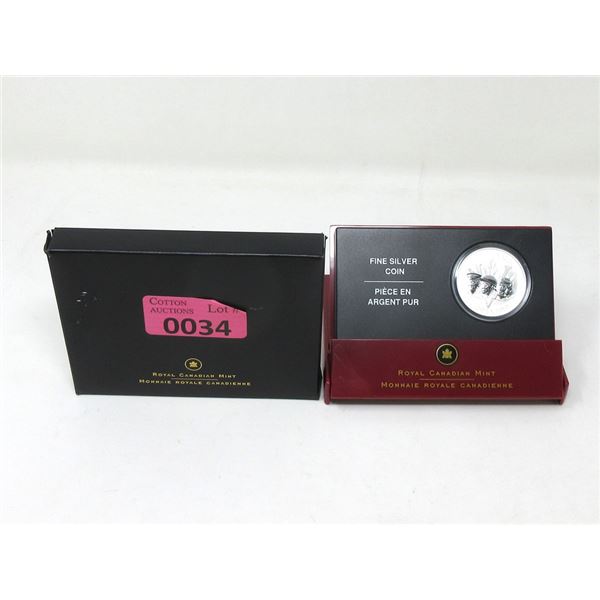 COTTON
AUCTIONS
Lot #
0034
ROYAL CANADIAN MINT
MONNAIE ROYALE CANADIENNE
FINE SILVER
COIN
PIÈCE EN
ARGENT PUR
ROYAL CANADIAN MINT
MONNAIE ROYALE CANADIENNE